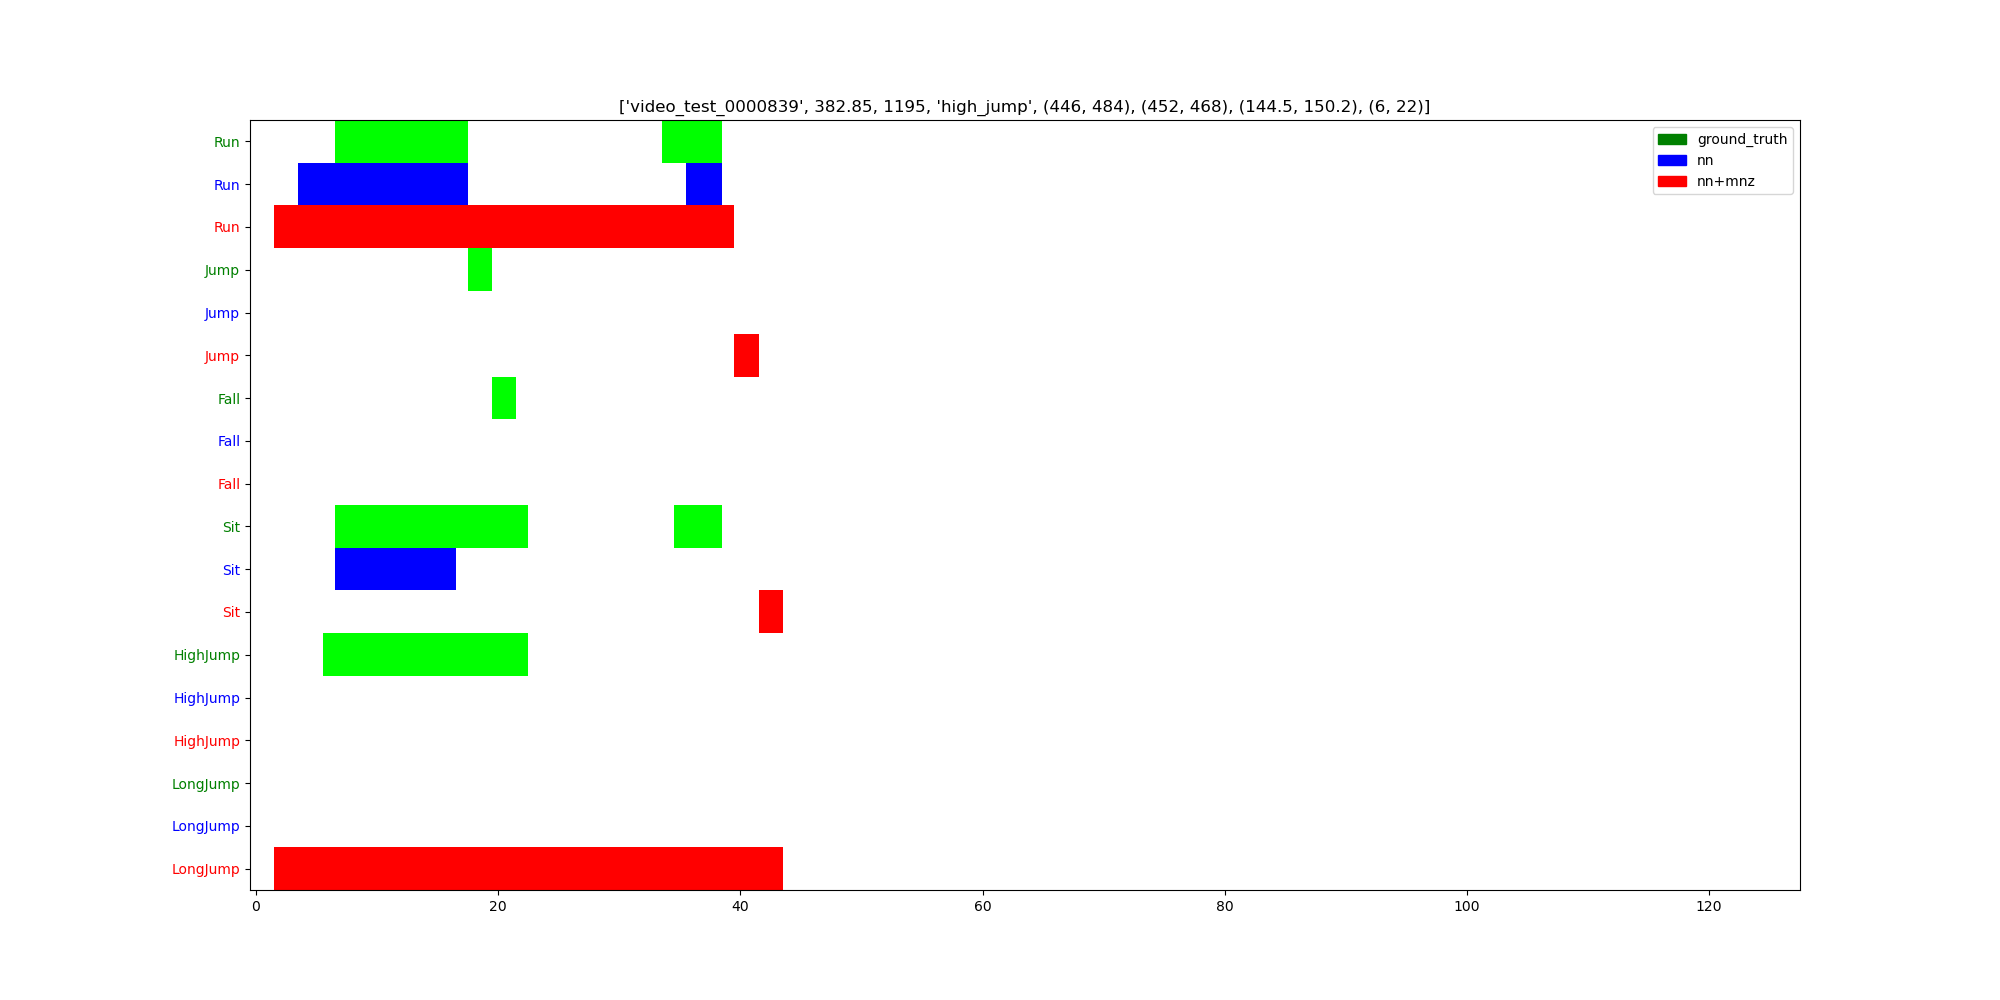 ['video_test_0000839', 382.85, 1195, 'high_jump', (446, 484), (452, 468), (144.5, 150.2), (6, 22)]
ground_truth
nn
nn+mnz
Run
Run
Run
Jump
Jump
Jump
Fall
Fall
Fall
Sit
Sit
Sit
HighJump
HighJump
HighJump
LongJump
LongJump
LongJump
0 20 40 60 80 100 120